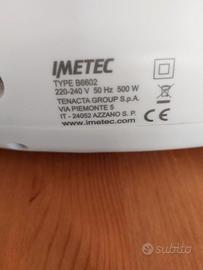 IMETEC
TYPE B6602
220-240 V 50 Hz 500 W
TENACTA GROUP S.p.A.
VIA PIEMONTE 5
IT - 24052 AZZANO S. P.
www.imetec.com
CE
subito